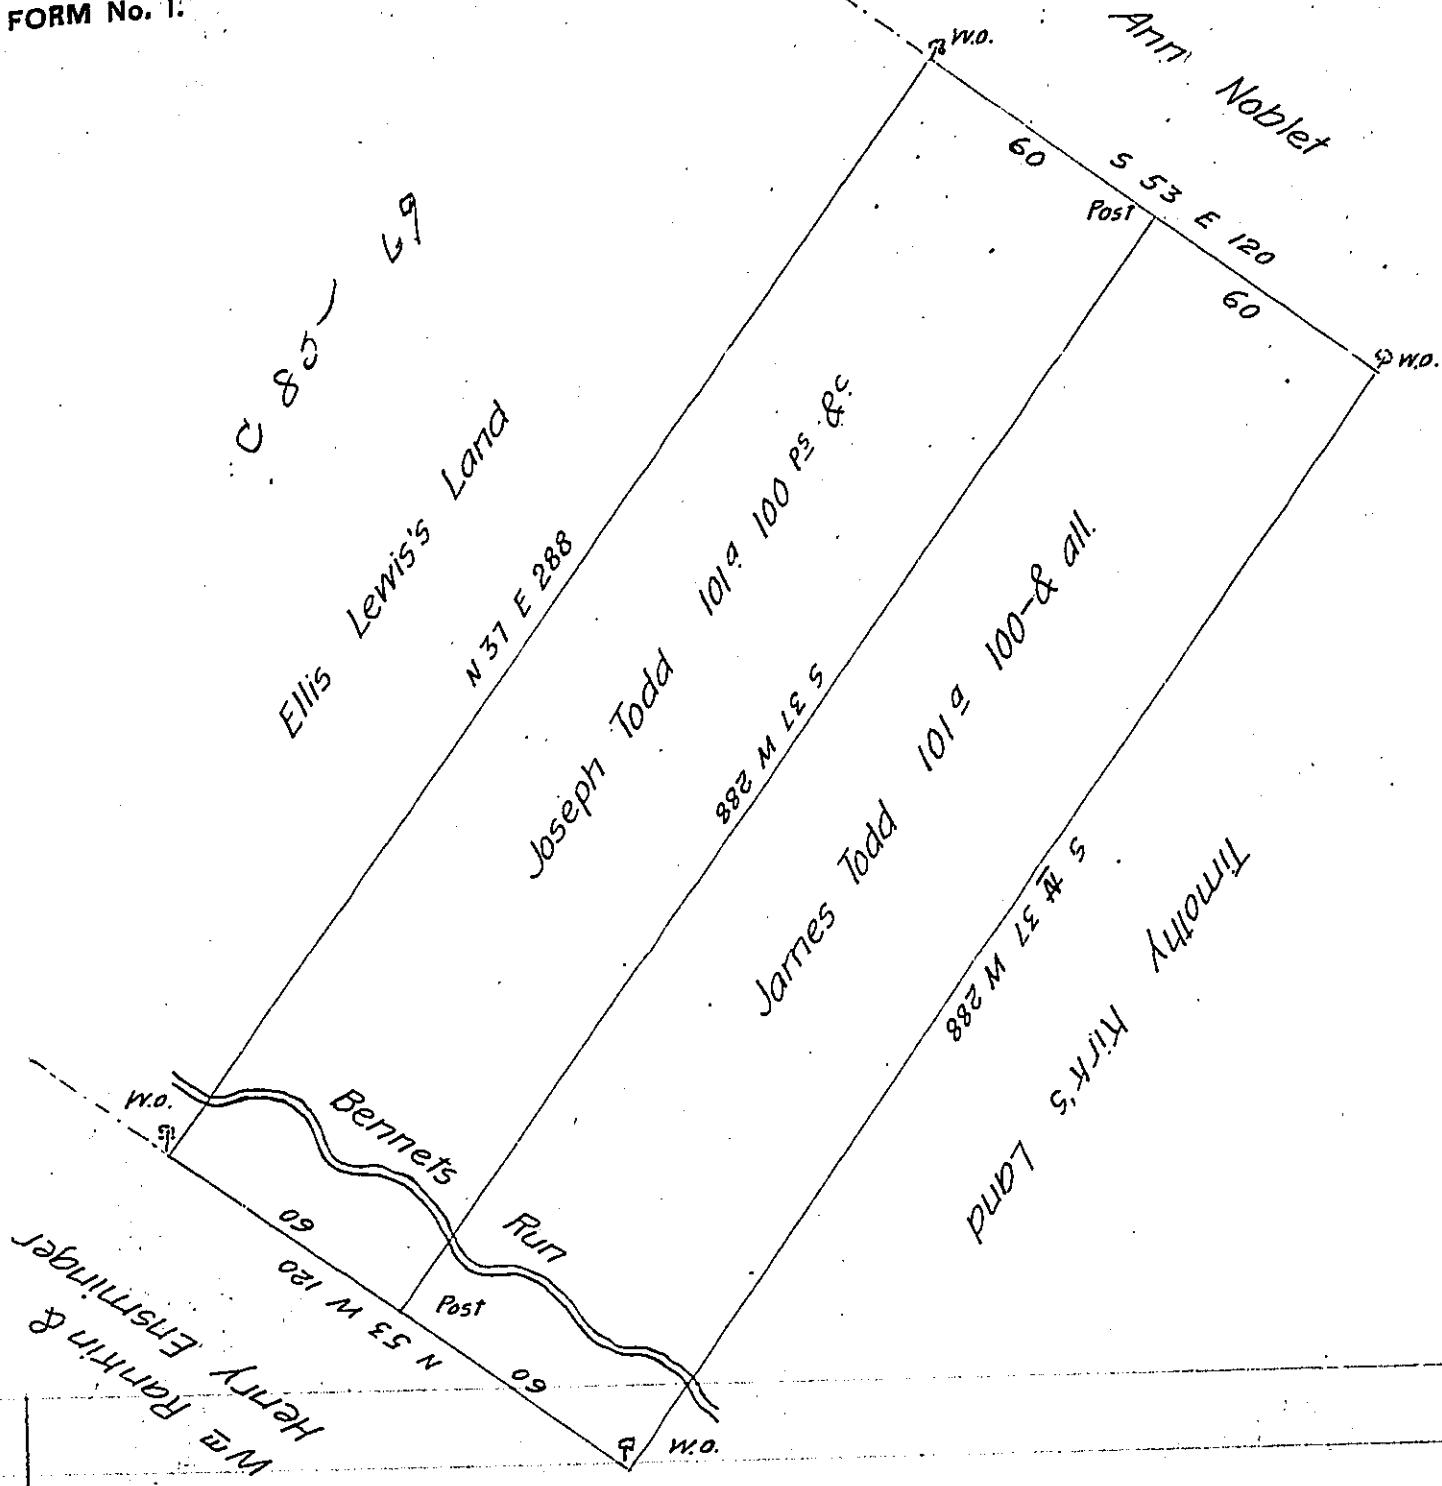 FORM No. 1.
W.O.
Ann Noblet
60
S 53 E 120
Post
60
W.O.
C 85 - 69
Ellis Lewis's Land
N 37 E 288
Joseph Todd 101 a. 100 Ps &c.
S 37 W 288
James Todd 101 a 100 - & all.
S 37 W 288
Timothy Kirk's Land
W.O.
Bennets Run
60
N 53 W 120
Post
60
W.O.
Wm Rankin &
Henry Ensminger